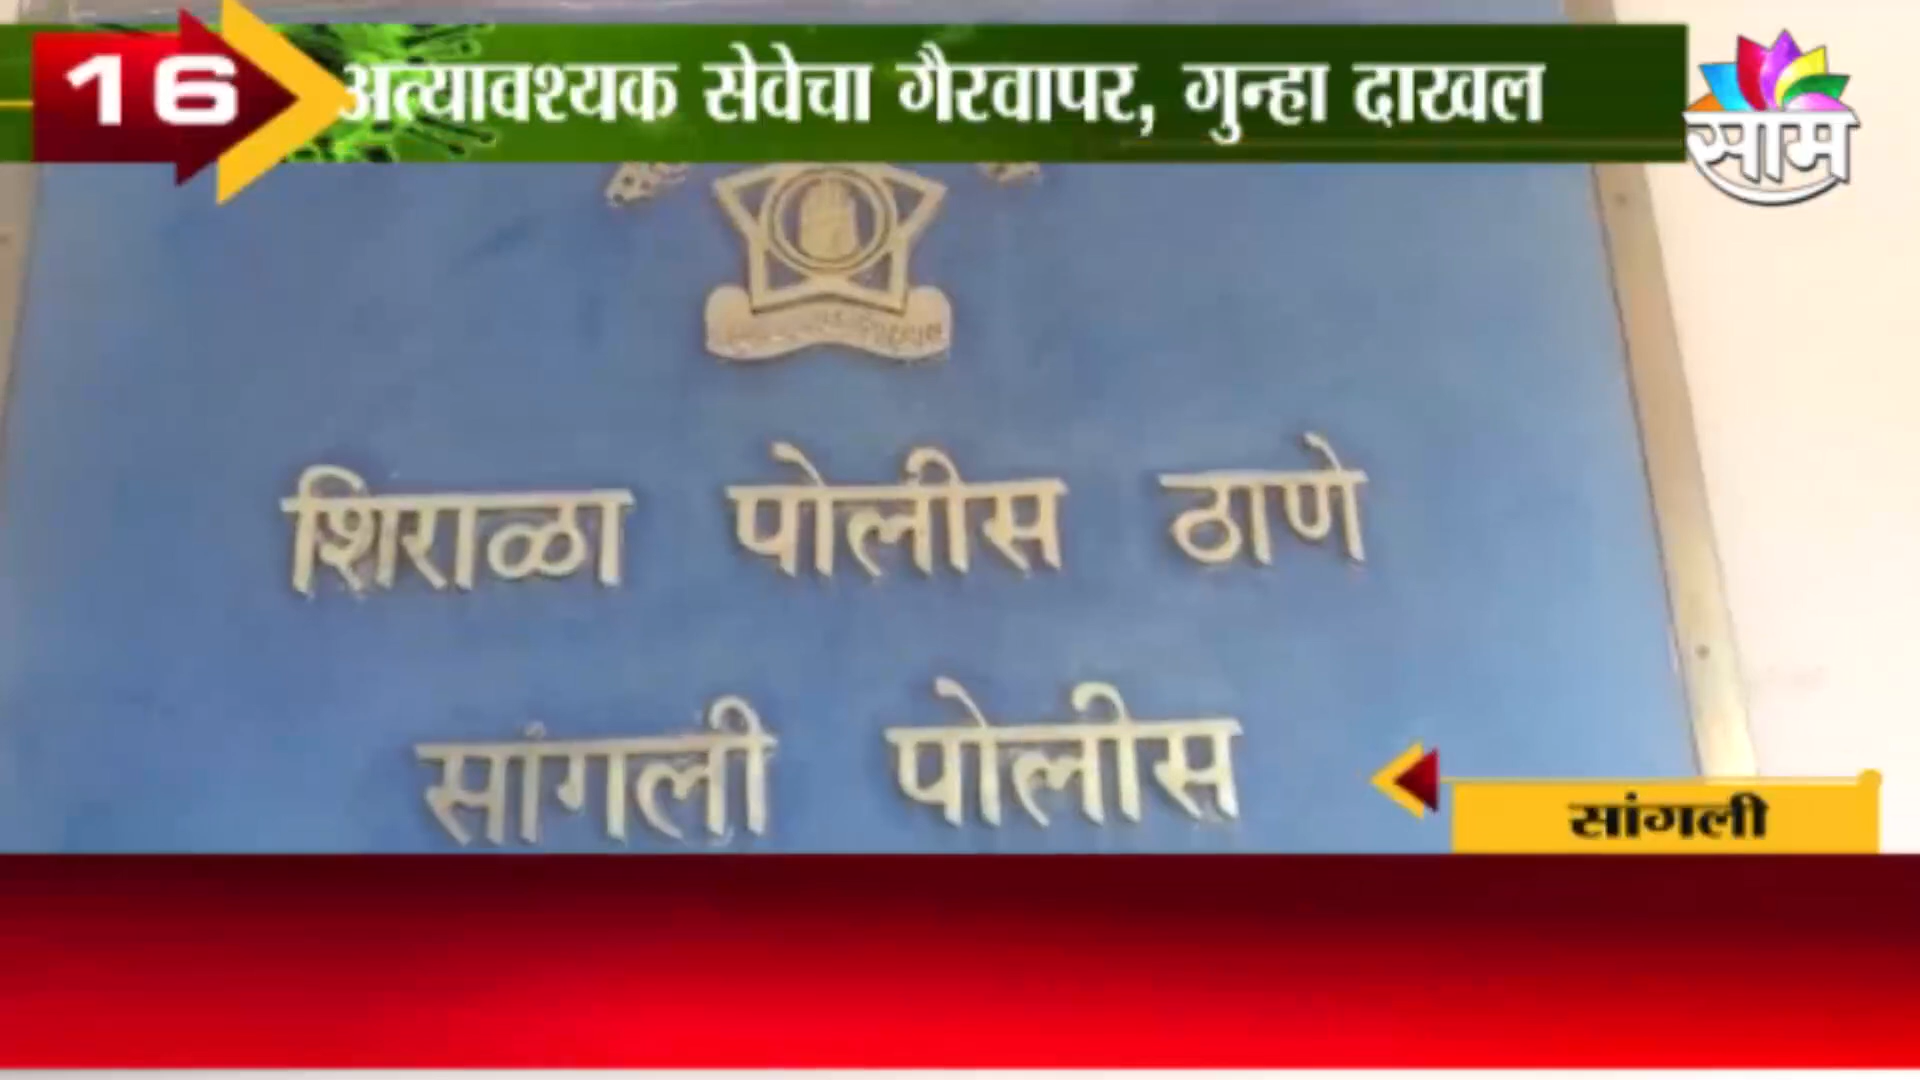 16 अत्यावश्यक सेवेचा गैरवापर, गुन्हा दाखल
साम
शिराळा पोलीस ठाणे
सांगली पोलीस
सांगली